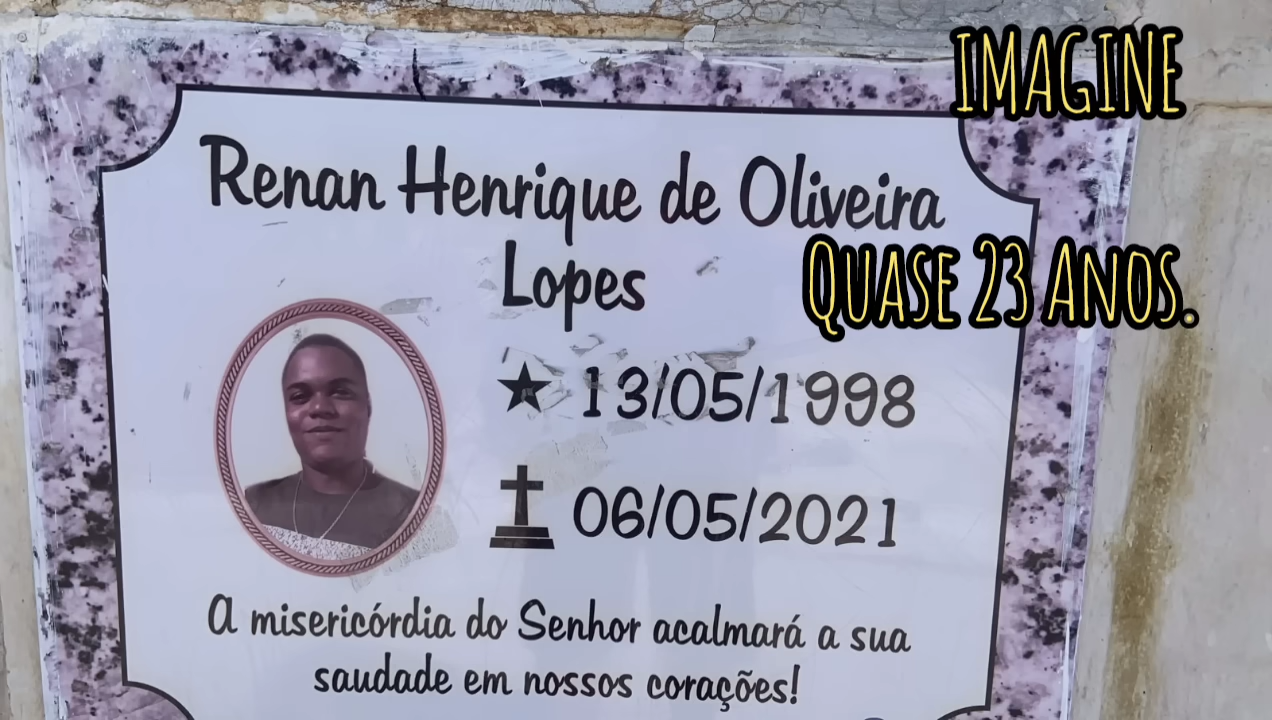 IMAGINE
Renan Henrique de Oliveira
Lopes
QUASE 23 ANOS.
13/05/1998
06/05/2021
A misericórdia do Senhor acalmará a sua
saudade em nossos corações!